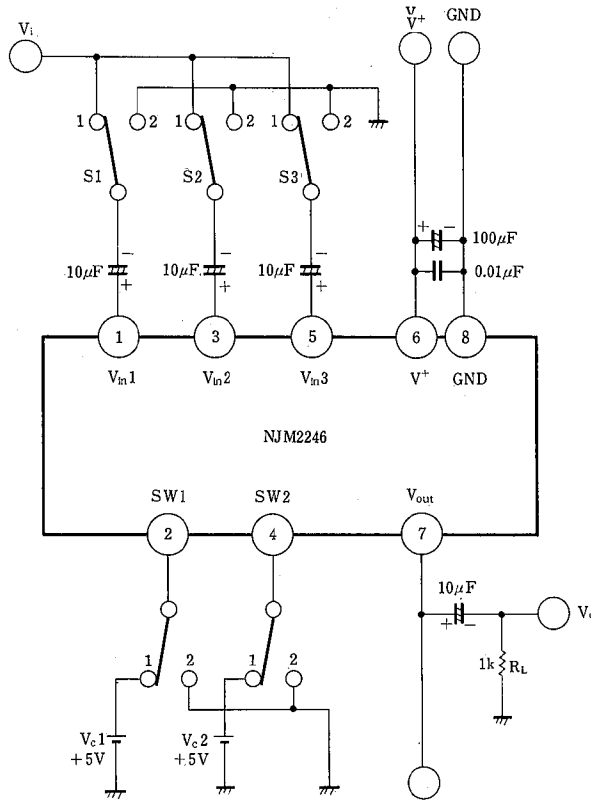 Vi
V
V+ GND
1 2 1 2 1 2
S1 S2 S3
10μF − + 10μF − + 10μF − +
+ − 100μF
0.01μF
1 3 5 6 8
Vin1 Vin2 Vin3 V+ GND
NJM2246
SW1 SW2 Vout
2 4 7
10μF
+ −
1 2 1 2
1k RL
Vc1
+5V
Vc2
+5V